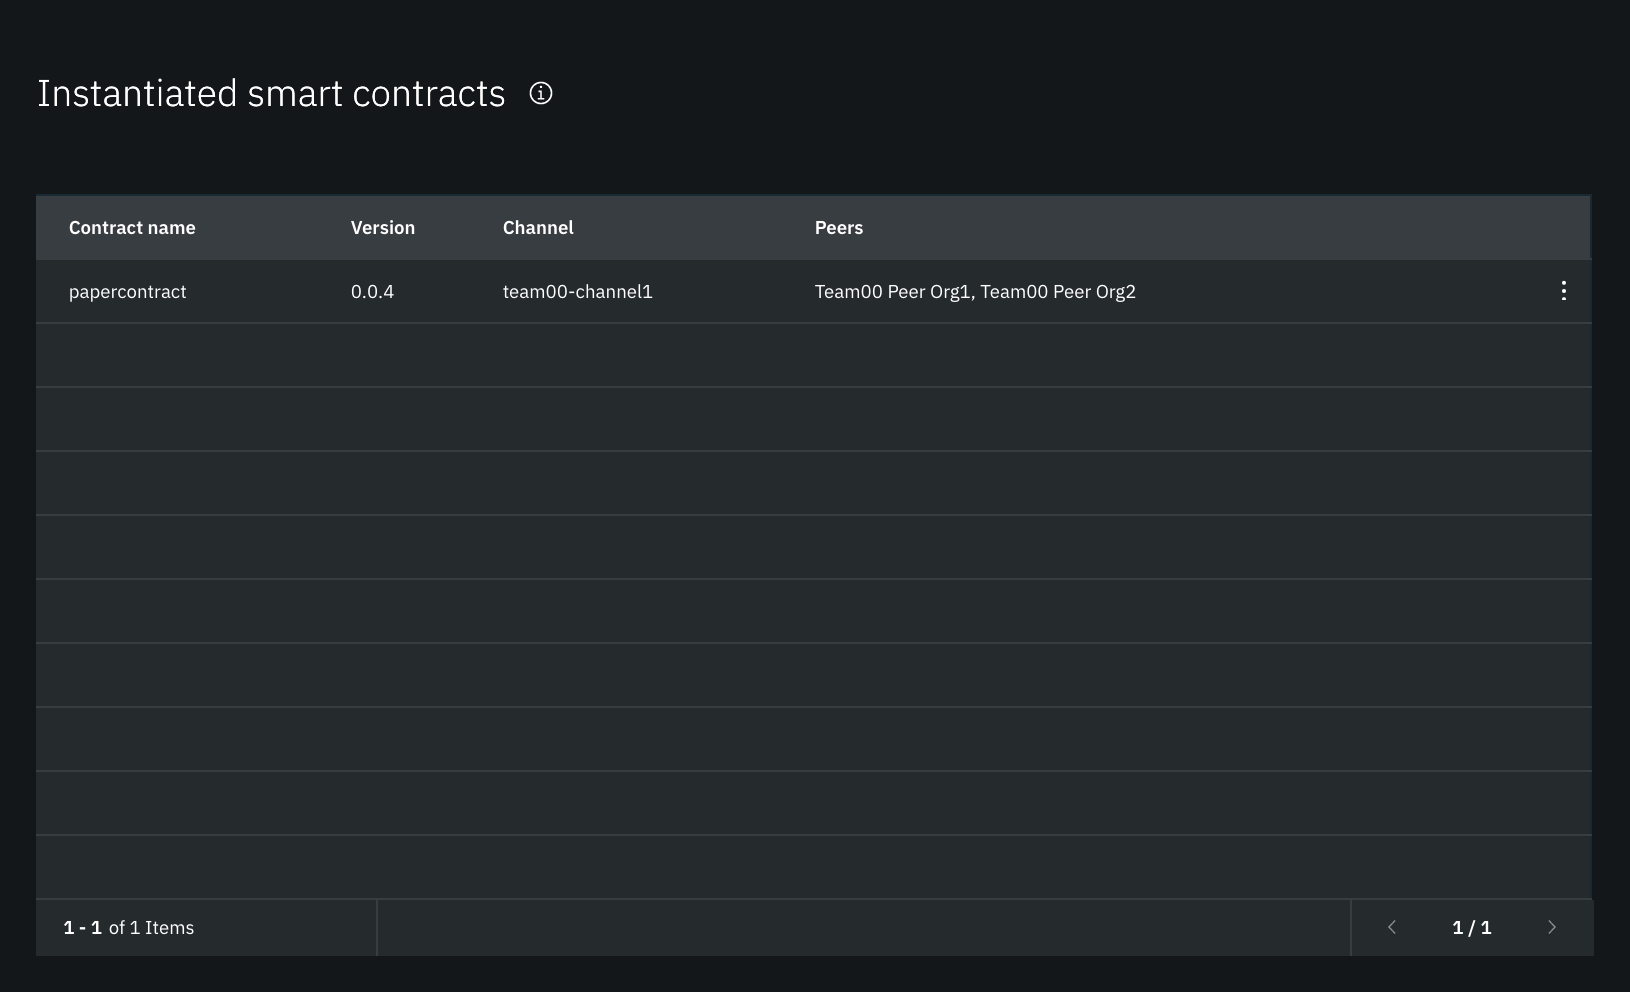 Instantiated smart contracts
Contract name Version Channel Peers
papercontract 0.0.4 team00-channel1 Team00 Peer Org1, Team00 Peer Org2
1 - 1 of 1 Items 1 / 1